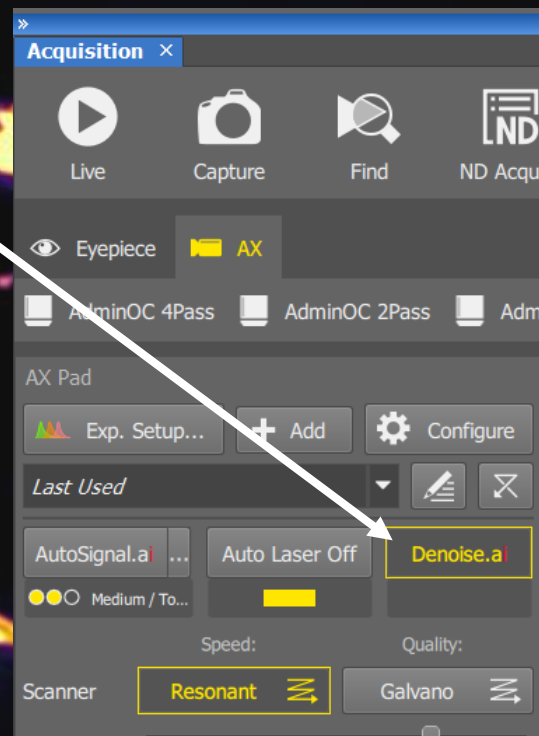 »
Acquisition ×
Live Capture Find ND Acqu
Eyepiece AX
AdminOC 4Pass AdminOC 2Pass Adm
AX Pad
Exp. Setup... Add Configure
Last Used
AutoSignal.ai ... Auto Laser Off Denoise.ai
Medium / To...
Speed: Quality:
Scanner Resonant Galvano